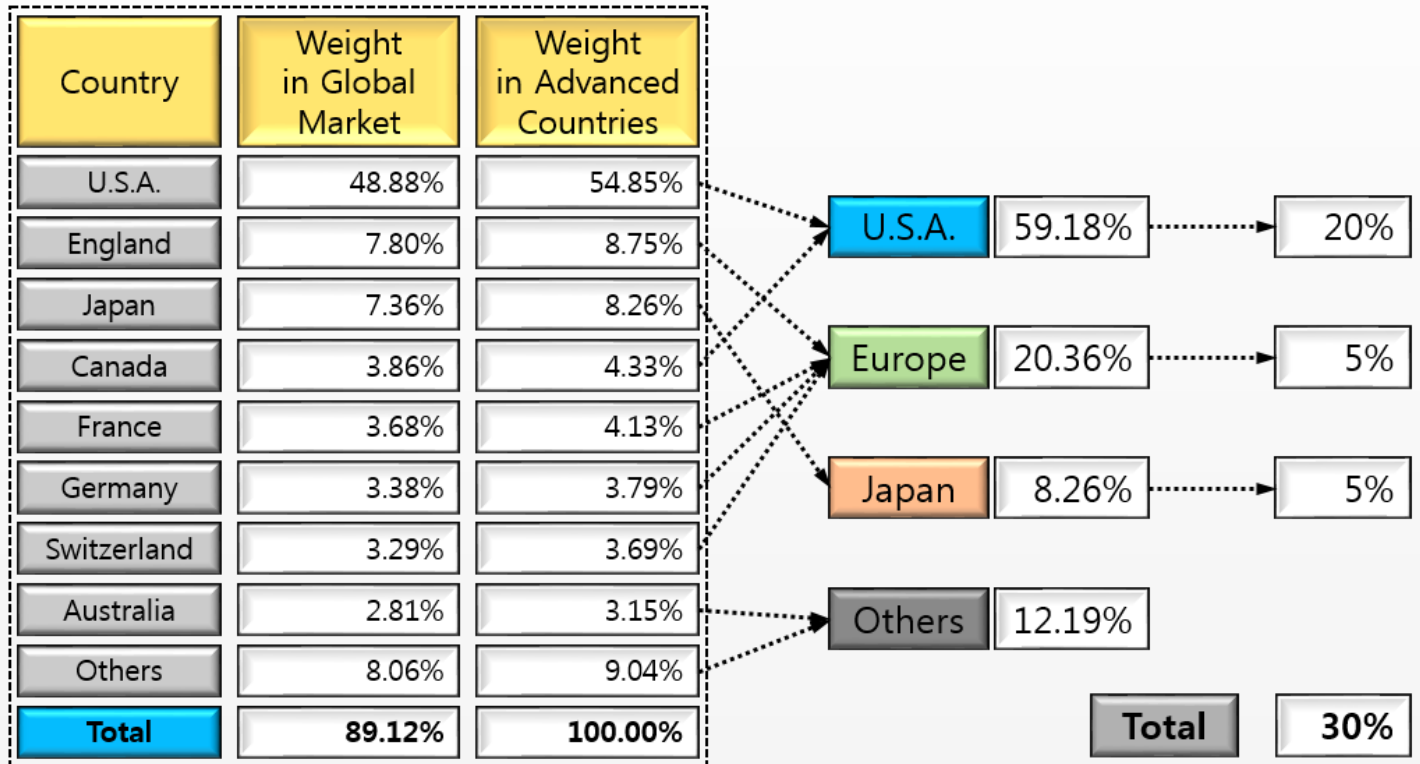 Country
Weight
in Global
Market
Weight
in Advanced
Countries
U.S.A. 48.88% 54.85%
England 7.80% 8.75%
Japan 7.36% 8.26%
Canada 3.86% 4.33%
France 3.68% 4.13%
Germany 3.38% 3.79%
Switzerland 3.29% 3.69%
Australia 2.81% 3.15%
Others 8.06% 9.04%
Total 89.12% 100.00%
U.S.A. 59.18% 20%
Europe 20.36% 5%
Japan 8.26% 5%
Others 12.19%
Total 30%